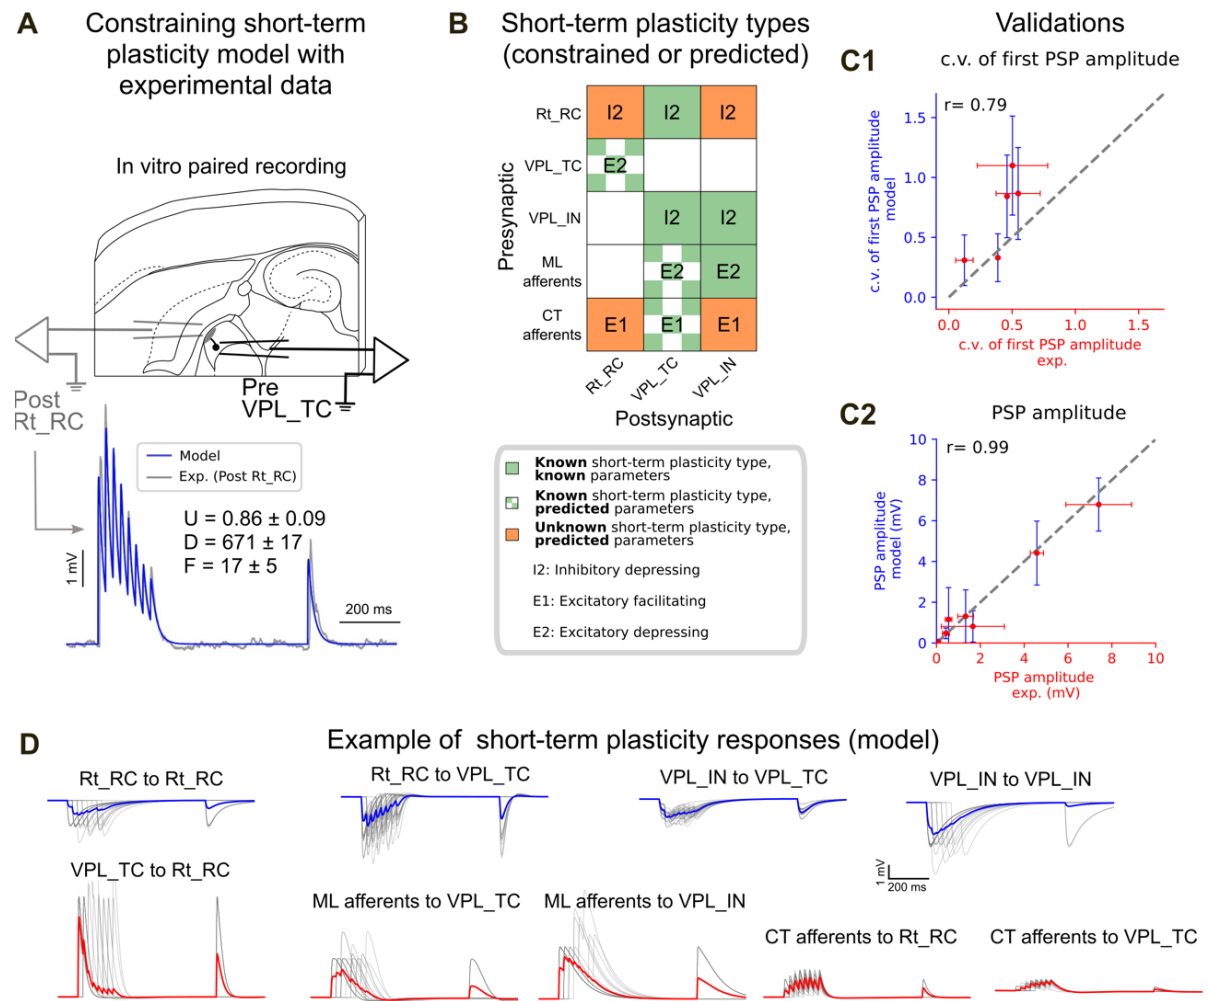 A
Constraining short-term
plasticity model with
experimental data
In vitro paired recording
Pre
VPL_TC
Post
Rt_RC
Model
Exp. (Post Rt_RC)
U = 0.86 ± 0.09
D = 671 ± 17
F = 17 ± 5
1 mV
200 ms
B
Short-term plasticity types
(constrained or predicted)
Presynaptic
Rt_RC I2 I2 I2
VPL_TC E2
VPL_IN I2 I2
ML
afferents
E2 E2
CT
afferents
E1 E1 E1
Rt_RC VPL_TC VPL_IN
Postsynaptic
Known short-term plasticity type,
known parameters
Known short-term plasticity type,
predicted parameters
Unknown short-term plasticity type,
predicted parameters
I2: Inhibitory depressing
E1: Excitatory facilitating
E2: Excitatory depressing
Validations
C1
c.v. of first PSP amplitude
r= 0.79
1.5
1.0
0.5
0.0
c.v. of first PSP amplitude
model
0.0 0.5 1.0 1.5
c.v. of first PSP amplitude
exp.
C2
PSP amplitude
r= 0.99
10
8
6
4
2
0
PSP amplitude
model (mV)
0 2 4 6 8 10
PSP amplitude
exp. (mV)
D
Example of short-term plasticity responses (model)
Rt_RC to Rt_RC
Rt_RC to VPL_TC
VPL_IN to VPL_TC
VPL_IN to VPL_IN
1 mV
200 ms
VPL_TC to Rt_RC
ML afferents to VPL_TC
ML afferents to VPL_IN
CT afferents to Rt_RC
CT afferents to VPL_TC